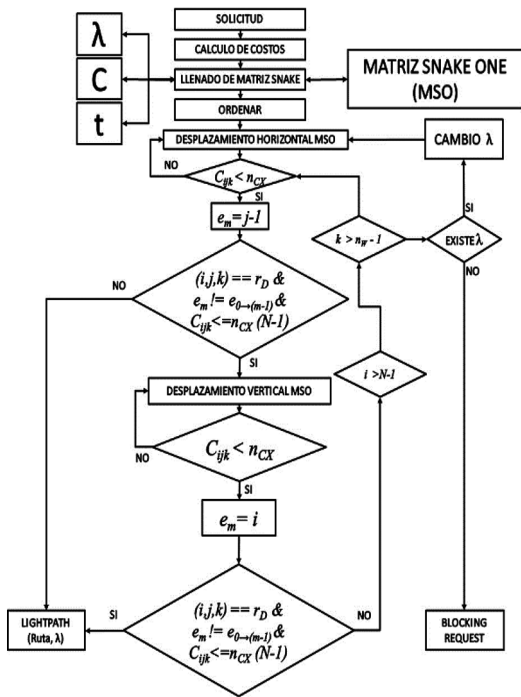 SOLICITUD
λ
CALCULO DE COSTOS
C
LLENADO DE MATRIZ SNAKE
MATRIZ SNAKE ONE
(MSO)
t
ORDENAR
DESPLAZAMIENTO HORIZONTAL MSO
CAMBIO λ
NO
C_ijk < n_CX
SI
SI
e_m = j-1
k > n_W - 1
EXISTE λ
NO
NO
(i,j,k) == r_D &
e_m != e_0→(m-1) &
C_ijk <= n_CX (N-1)
SI
i > N-1
DESPLAZAMIENTO VERTICAL MSO
C_ijk < n_CX
NO
SI
e_m = i
LIGHTPATH
(Ruta, λ)
SI
(i,j,k) == r_D &
e_m != e_0→(m-1) &
C_ijk <= n_CX (N-1)
NO
BLOCKING
REQUEST